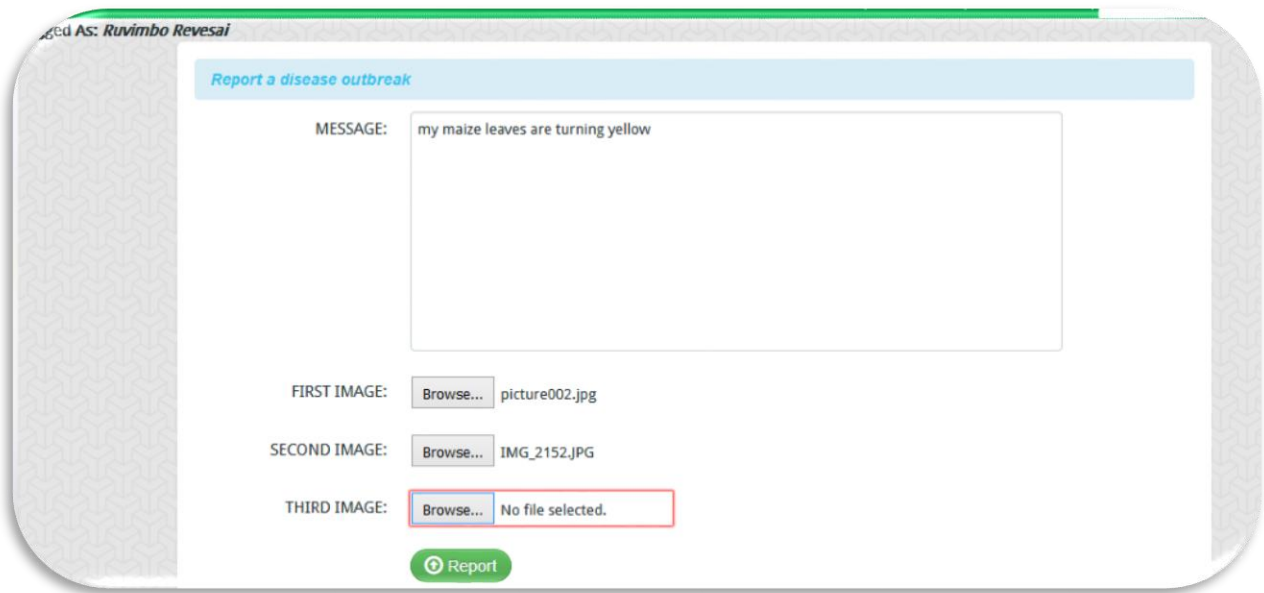 As: Ruvimbo Revesai
Report a disease outbreak
MESSAGE: my maize leaves are turning yellow
FIRST IMAGE: Browse... picture002.jpg
SECOND IMAGE: Browse... IMG_2152.JPG
THIRD IMAGE: Browse... No file selected.
Report